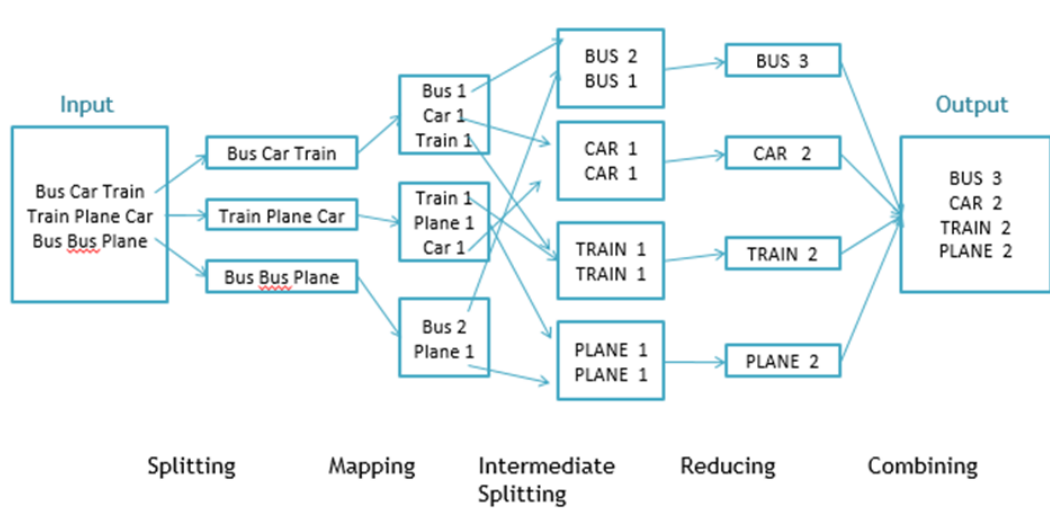 Input
Bus Car Train
Train Plane Car
Bus Bus Plane
Bus Car Train
Train Plane Car
Bus Bus Plane
Bus 1
Car 1
Train 1
Train 1
Plane 1
Car 1
Bus 2
Plane 1
BUS 2
BUS 1
CAR 1
CAR 1
TRAIN 1
TRAIN 1
PLANE 1
PLANE 1
BUS 3
CAR 2
TRAIN 2
PLANE 2
Output
BUS 3
CAR 2
TRAIN 2
PLANE 2
Splitting
Mapping
Intermediate
Splitting
Reducing
Combining